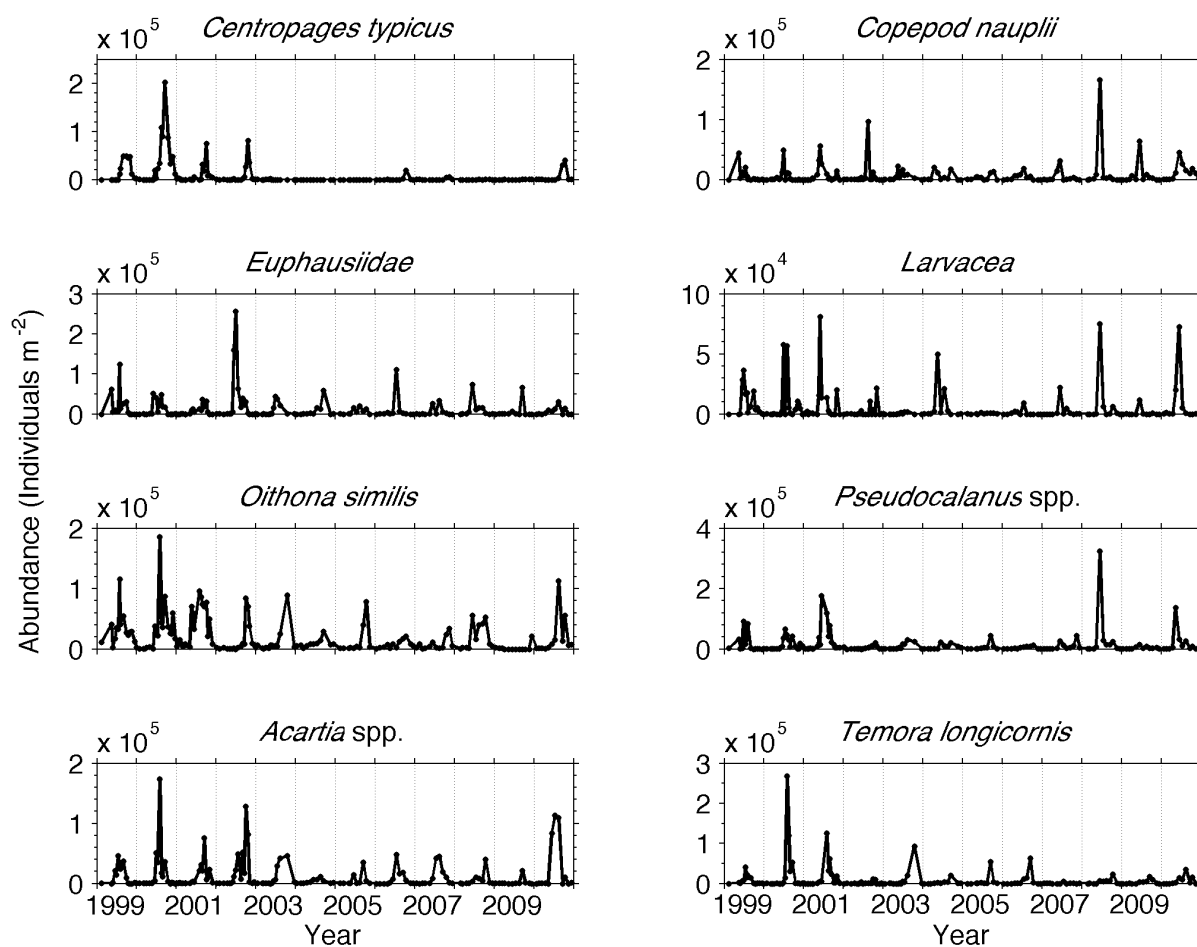 Centropages typicus
x 10^5
2
1
0
Copepod nauplii
x 10^5
2
1
0
Euphausiidae
x 10^5
3
2
1
0
Larvacea
x 10^4
10
5
0
Oithona similis
x 10^5
2
1
0
Pseudocalanus spp.
x 10^5
4
2
0
Acartia spp.
x 10^5
2
1
0
1999 2001 2003 2005 2007 2009
Year
Temora longicornis
x 10^5
3
2
1
0
1999 2001 2003 2005 2007 2009
Year
Abundance (Individuals m^-2)